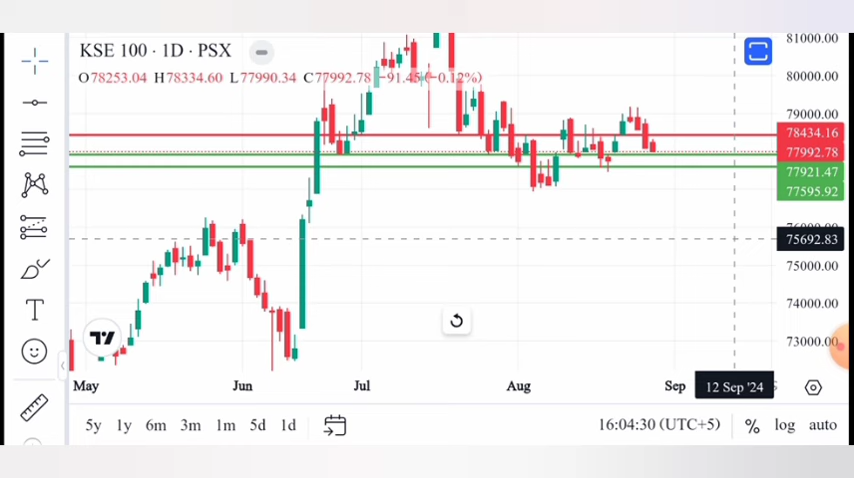 KSE 100 · 1D · PSX
O78253.04 H78334.60 L77990.34 C77992.78 −91.45 (−0.12%)
81000.00
80000.00
79000.00
78434.16
77992.78
77921.47
77595.92
76000.00
75692.83
75000.00
74000.00
73000.00
T
May Jun Jul Aug Sep 12 Sep '24
5y 1y 6m 3m 1m 5d 1d 16:04:30 (UTC+5) % log auto